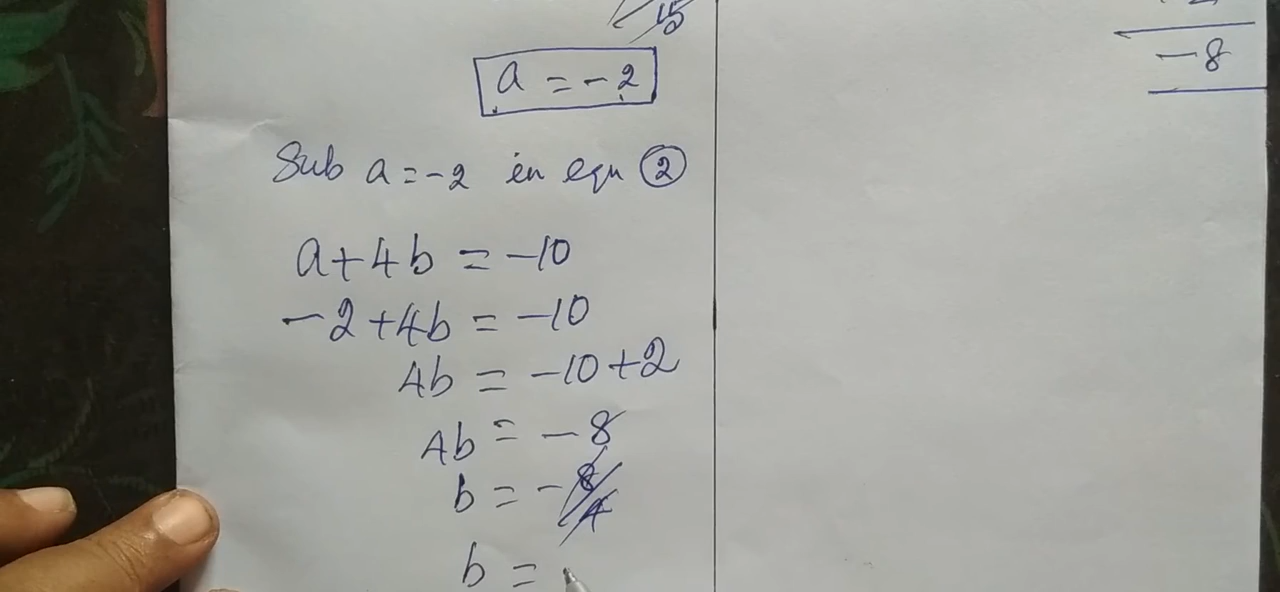 15
a = -2
Sub a = -2 in equ ②
a + 4b = -10
-2 + 4b = -10
4b = -10 + 2
4b = -8
b = -8/4
b =
-8